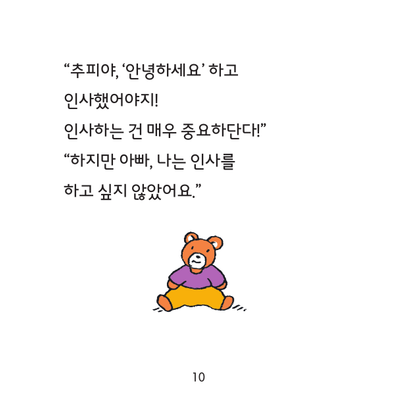 “추피야, ‘안녕하세요’ 하고
인사했어야지!
인사하는 건 매우 중요하단다!”
“하지만 아빠, 나는 인사를
하고 싶지 않았어요.”
10